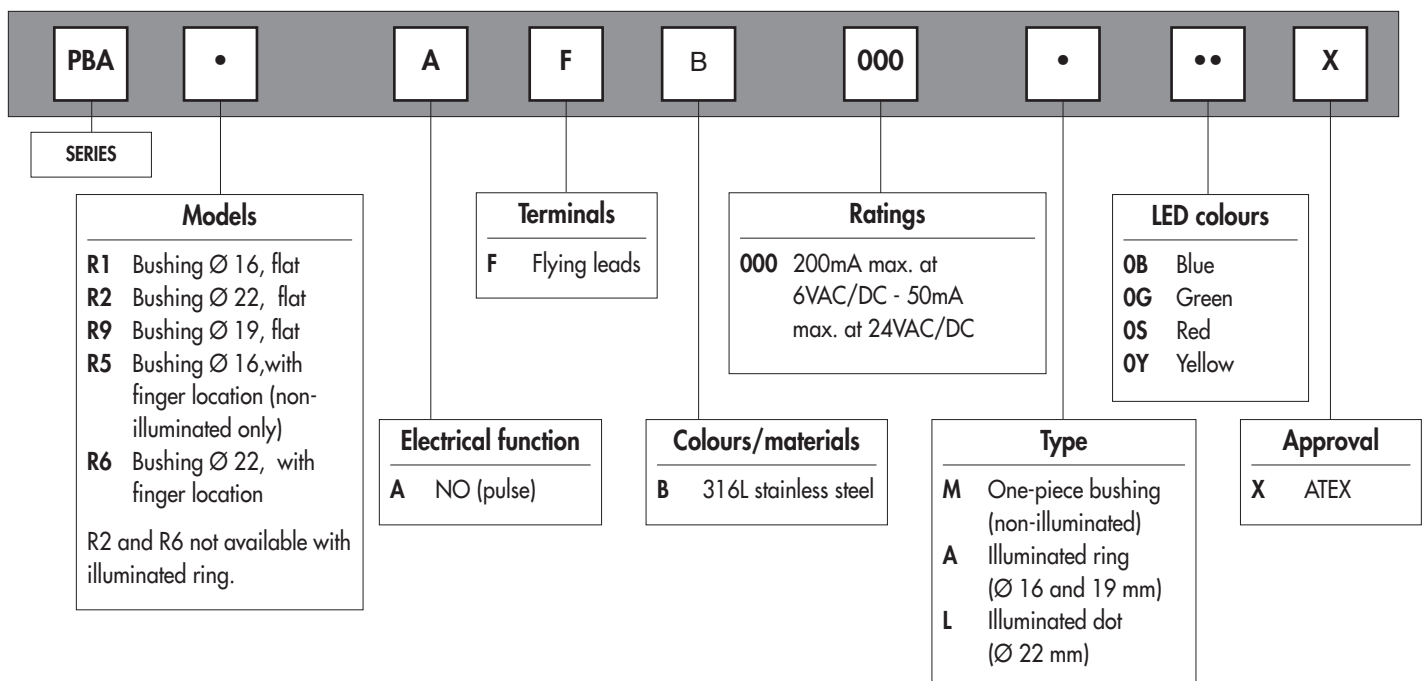 PBA • A F B 000 • •• X
SERIES
Models
R1 Bushing Ø 16, flat
R2 Bushing Ø 22, flat
R9 Bushing Ø 19, flat
R5 Bushing Ø 16,with
finger location (non-
illuminated only)
R6 Bushing Ø 22, with
finger location
R2 and R6 not available with
illuminated ring.
Electrical function
A NO (pulse)
Terminals
F Flying leads
Colours/materials
B 316L stainless steel
Ratings
000 200mA max. at
6VAC/DC - 50mA
max. at 24VAC/DC
Type
M One-piece bushing
(non-illuminated)
A Illuminated ring
(Ø 16 and 19 mm)
L Illuminated dot
(Ø 22 mm)
LED colours
0B Blue
0G Green
0S Red
0Y Yellow
Approval
X ATEX